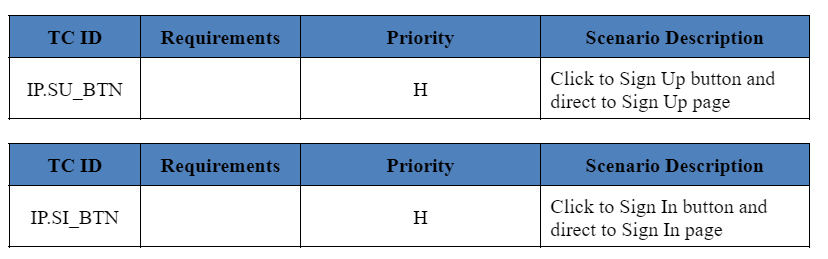 TC ID Requirements Priority Scenario Description
IP.SU_BTN H Click to Sign Up button and
direct to Sign Up page
TC ID Requirements Priority Scenario Description
IP.SI_BTN H Click to Sign In button and
direct to Sign In page